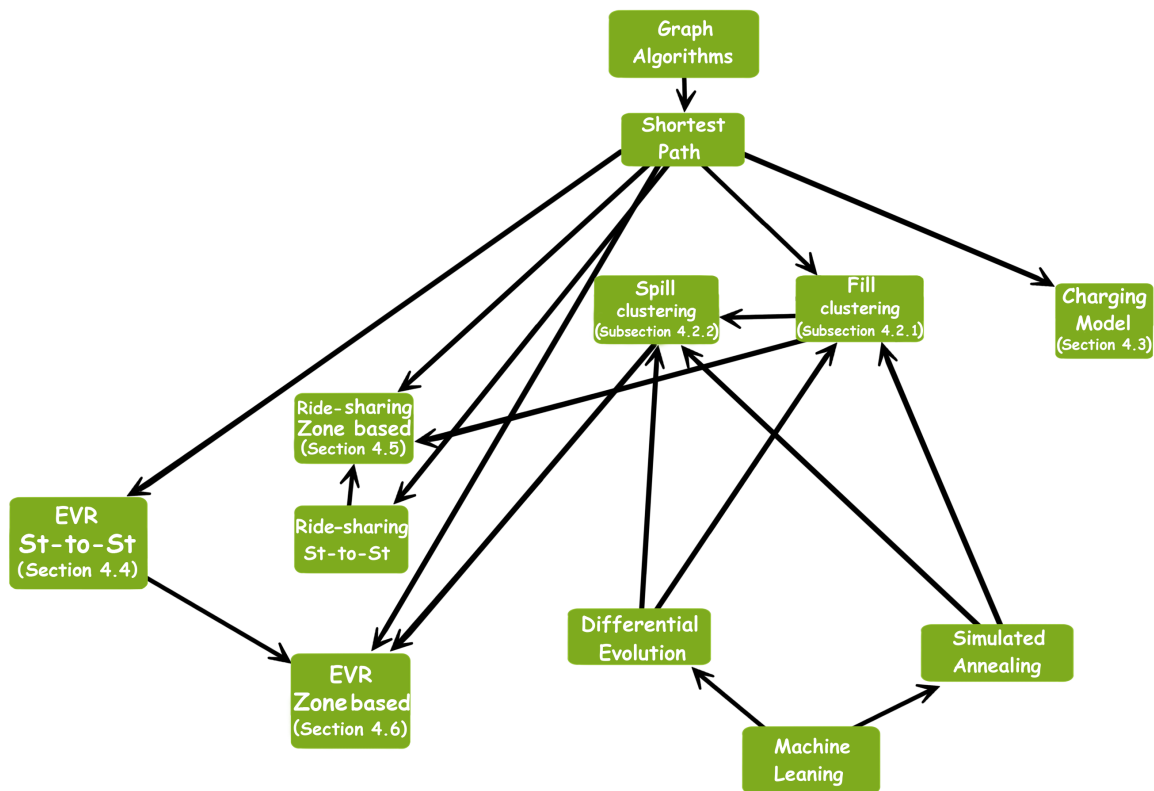 Graph
Algorithms
Shortest
Path
Spill
clustering
(Subsection 4.2.2)
Fill
clustering
(Subsection 4.2.1)
Charging
Model
(Section 4.3)
Ride-sharing
Zone based
(Section 4.5)
EVR
St-to-St
(Section 4.4)
Ride-sharing
St-to-St
Differential
Evolution
Simulated
Annealing
EVR
Zone based
(Section 4.6)
Machine
Leaning